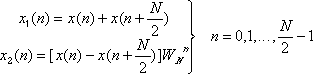 x₁(n) = x(n) + x(n + N/2)
x₂(n) = [x(n) − x(n + N/2)]W_N^n } n = 0,1,..., N/2 − 1